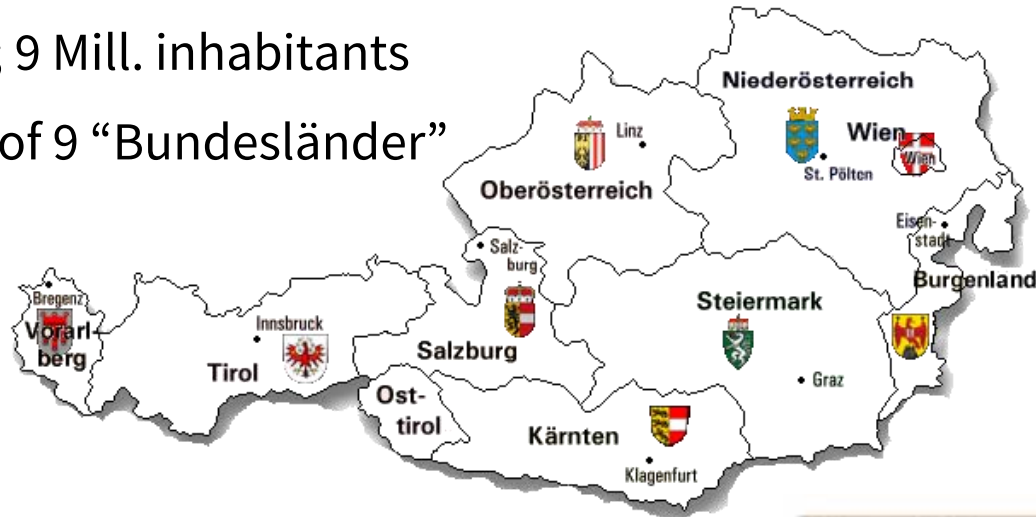 9 Mill. inhabitants
of 9 “Bundesländer”
Niederösterreich
Wien
Wien
St. Pölten
Linz
Oberösterreich
Eisen-
stadt
Burgenland
Salz-
burg
Salzburg
Steiermark
Graz
Bregenz
Vorarl-
berg
Innsbruck
Tirol
Ost-
tirol
Kärnten
Klagenfurt